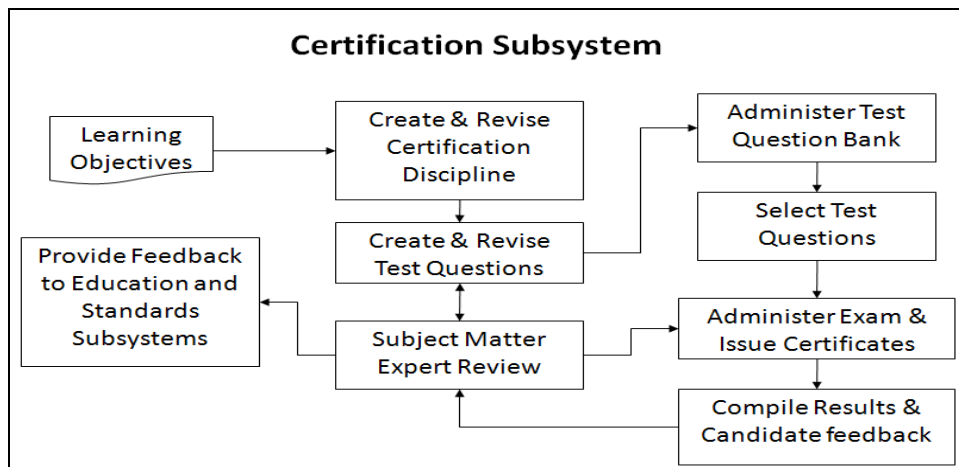 Certification Subsystem
Learning
Objectives
Create & Revise
Certification
Discipline
Administer Test
Question Bank
Select Test
Questions
Create & Revise
Test Questions
Provide Feedback
to Education and
Standards
Subsystems
Subject Matter
Expert Review
Administer Exam &
Issue Certificates
Compile Results &
Candidate feedback